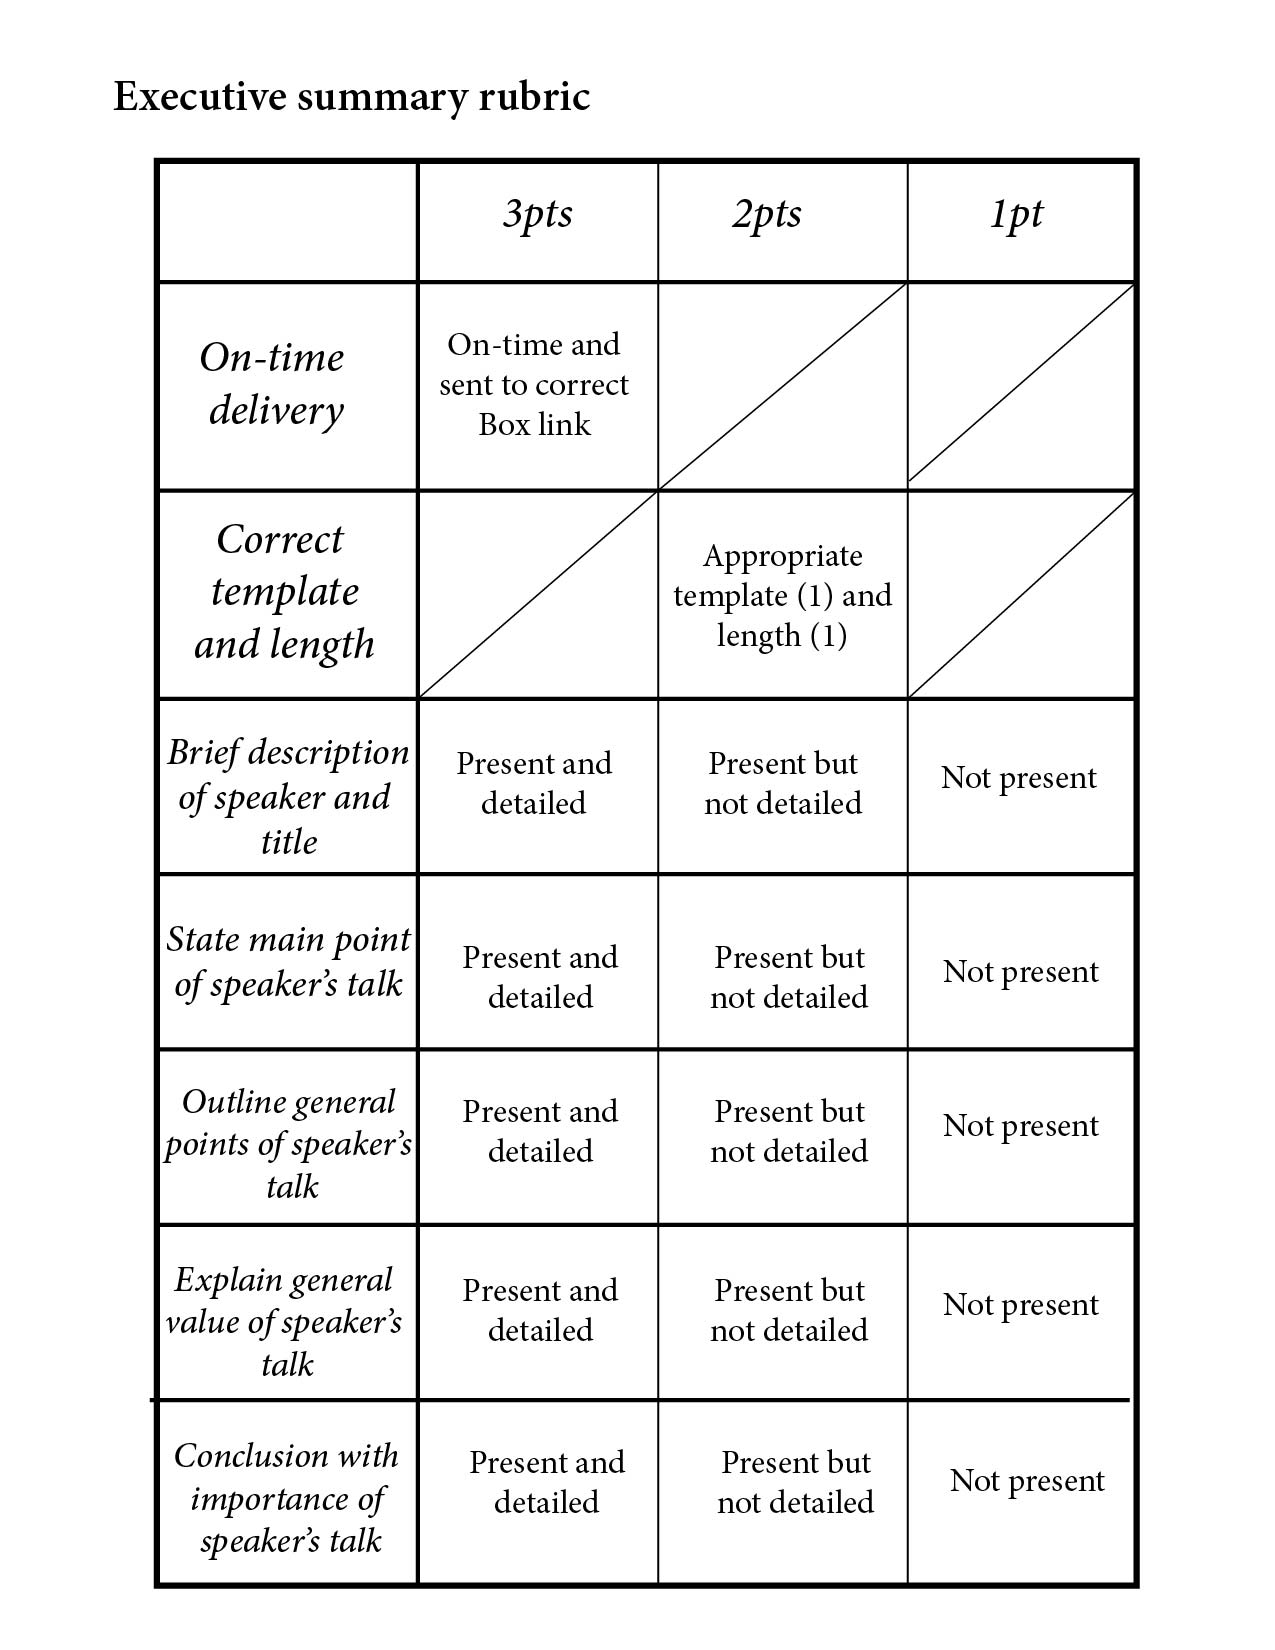 Executive summary rubric
3pts
2pts
1pt
On-time
delivery
On-time and
sent to correct
Box link
Correct
template
and length
Appropriate
template (1) and
length (1)
Brief description
of speaker and
title
Present and
detailed
Present but
not detailed
Not present
State main point
of speaker’s talk
Present and
detailed
Present but
not detailed
Not present
Outline general
points of speaker’s
talk
Present and
detailed
Present but
not detailed
Not present
Explain general
value of speaker’s
talk
Present and
detailed
Present but
not detailed
Not present
Conclusion with
importance of
speaker’s talk
Present and
detailed
Present but
not detailed
Not present